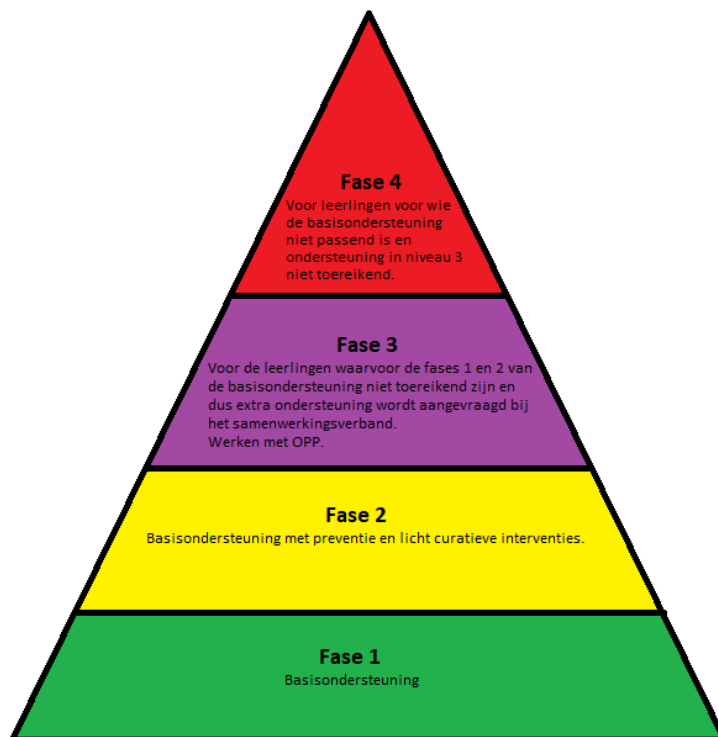 Fase 4
Voor leerlingen voor wie
de basisondersteuning
niet passend is en
ondersteuning in niveau 3
niet toereikend.
Fase 3
Voor de leerlingen waarvoor de fases 1 en 2 van
de basisondersteuning niet toereikend zijn en
dus extra ondersteuning wordt aangevraagd bij
het samenwerkingsverband.
Werken met OPP.
Fase 2
Basisondersteuning met preventie en licht curatieve interventies.
Fase 1
Basisondersteuning